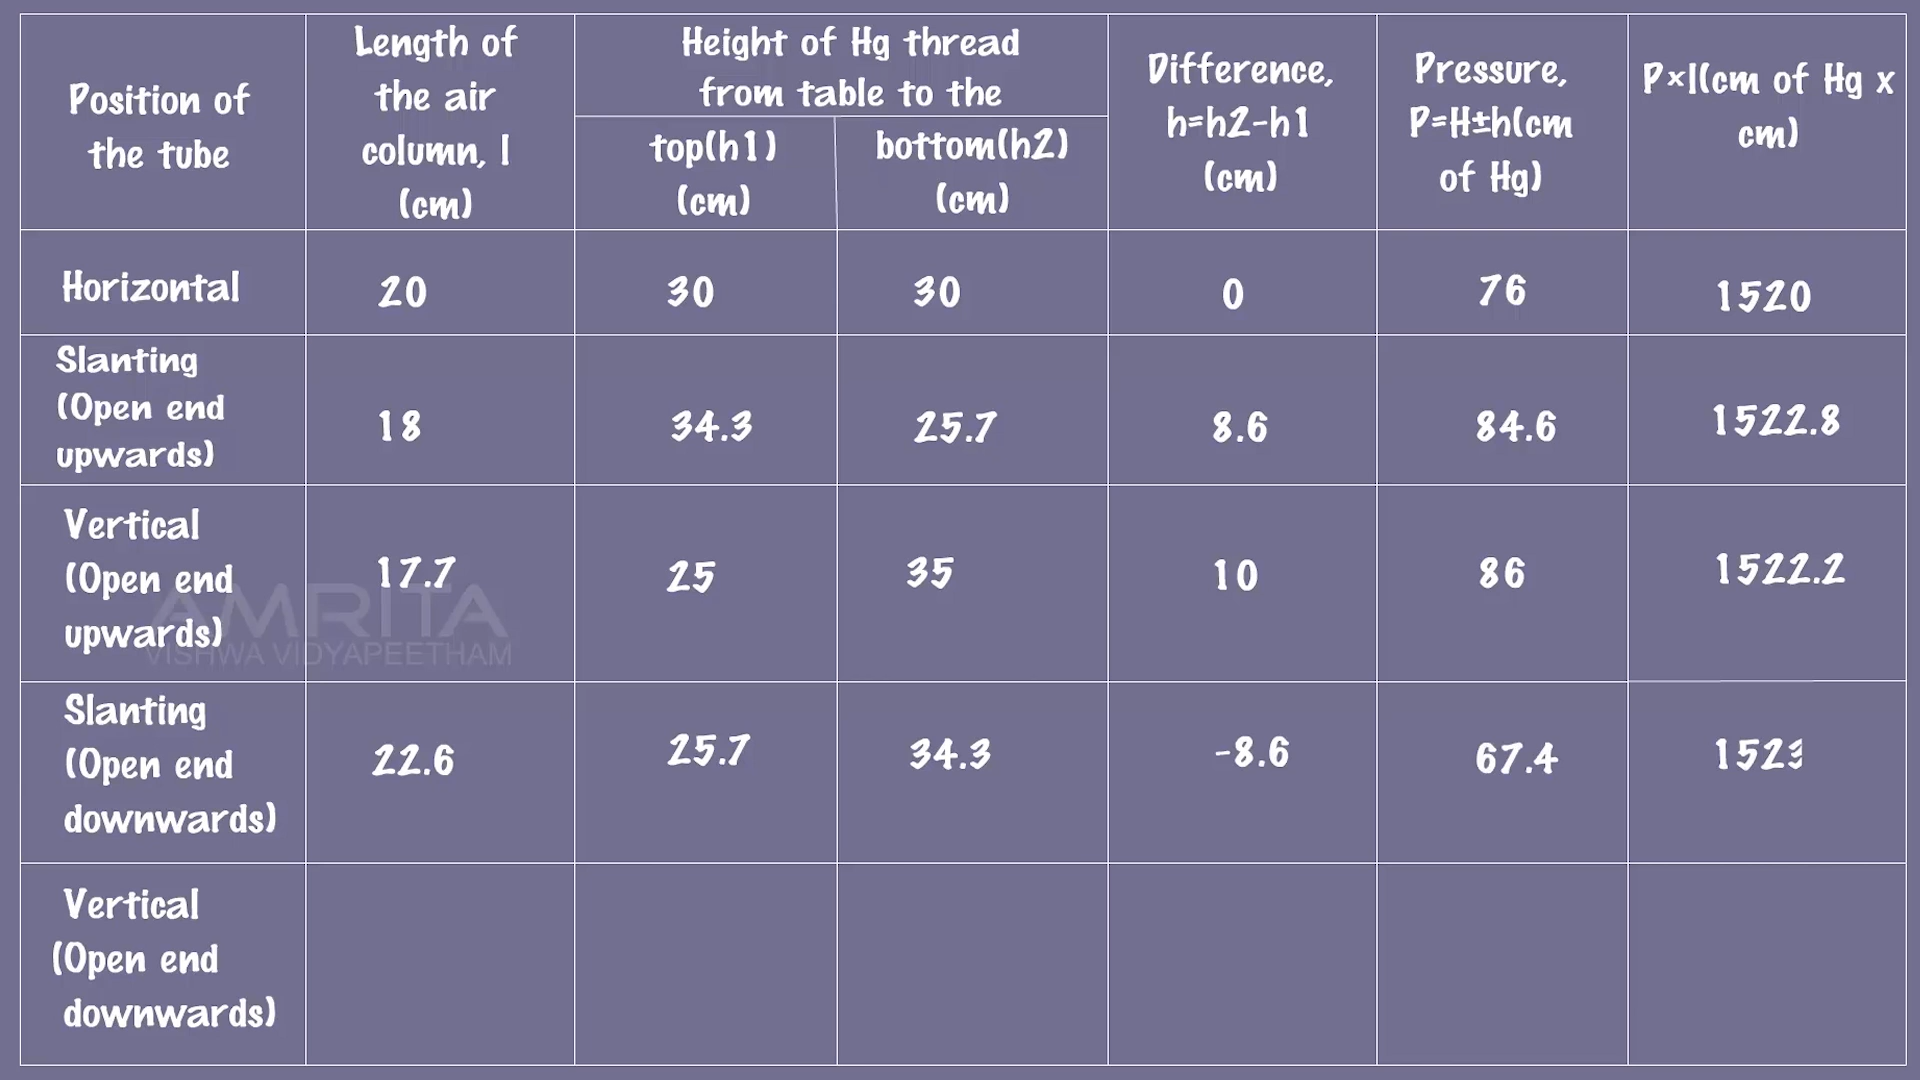 Position of
the tube
Length of
the air
column, l
(cm)
Height of Hg thread
from table to the
top(h1)
(cm)
bottom(h2)
(cm)
Difference,
h=h2-h1
(cm)
Pressure,
P=H±h(cm
of Hg)
P×l(cm of Hg x
cm)
Horizontal
20
30
30
0
76
1520
Slanting
(Open end
upwards)
18
34.3
25.7
8.6
84.6
1522.8
Vertical
(Open end
upwards)
17.7
25
35
10
86
1522.2
Slanting
(Open end
downwards)
22.6
25.7
34.3
-8.6
67.4
1523
Vertical
(Open end
downwards)
AMRITA
VISHWA VIDYAPEETHAM